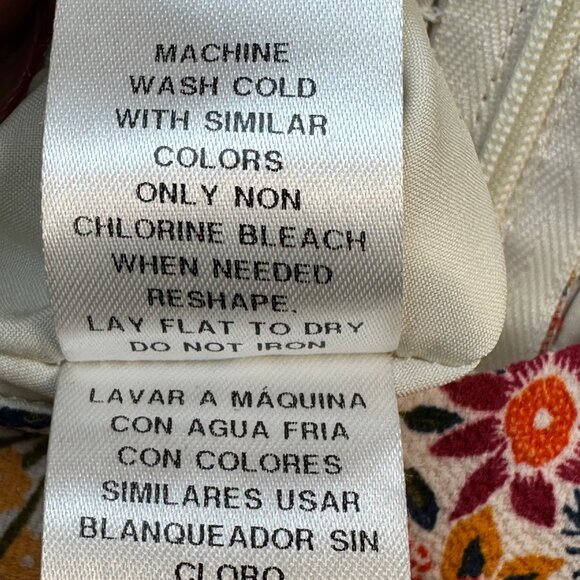 MACHINE
WASH COLD
WITH SIMILAR
COLORS
ONLY NON
CHLORINE BLEACH
WHEN NEEDED
RESHAPE.
LAY FLAT TO DRY
DO NOT IRON
LAVAR A MÁQUINA
CON AGUA FRIA
CON COLORES
SIMILARES USAR
BLANQUEADOR SIN
CLORO